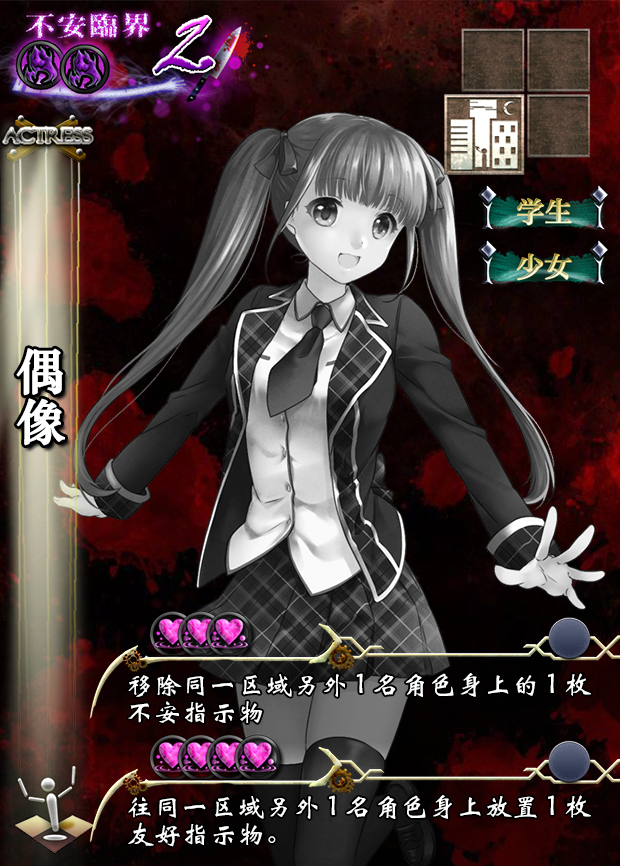 不安臨界
2
ACTRESS
学生
少女
偶像
移除同一区域另外1名角色身上的1枚
不安指示物
往同一区域另外1名角色身上放置1枚
友好指示物。